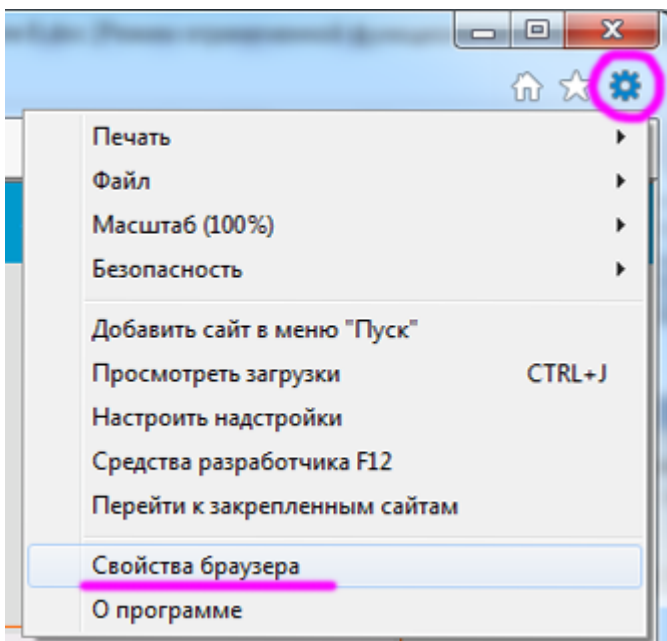 Печать
Файл
Масштаб (100%)
Безопасность
Добавить сайт в меню "Пуск"
Просмотреть загрузки CTRL+J
Настроить надстройки
Средства разработчика F12
Перейти к закрепленным сайтам
Свойства браузера
О программе